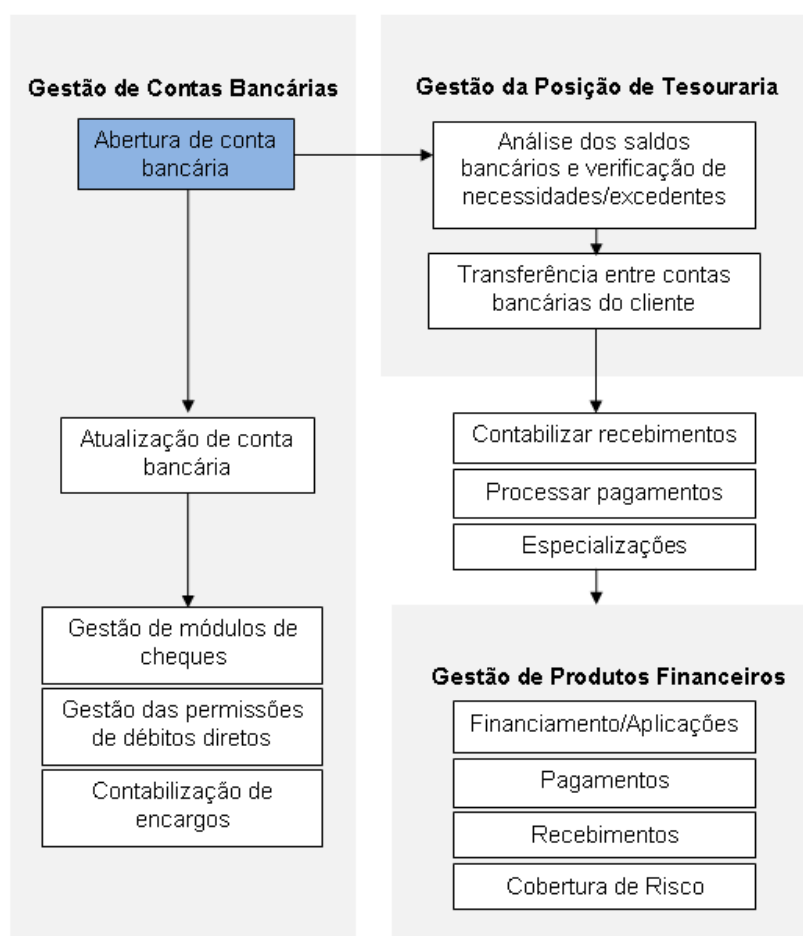 Gestão de Contas Bancárias
Abertura de conta
bancária
Atualização de conta
bancária
Gestão de módulos de
cheques
Gestão das permissões
de débitos diretos
Contabilização de
encargos
Gestão da Posição de Tesouraria
Análise dos saldos
bancários e verificação de
necessidades/excedentes
Transferência entre contas
bancárias do cliente
Contabilizar recebimentos
Processar pagamentos
Especializações
Gestão de Produtos Financeiros
Financiamento/Aplicações
Pagamentos
Recebimentos
Cobertura de Risco